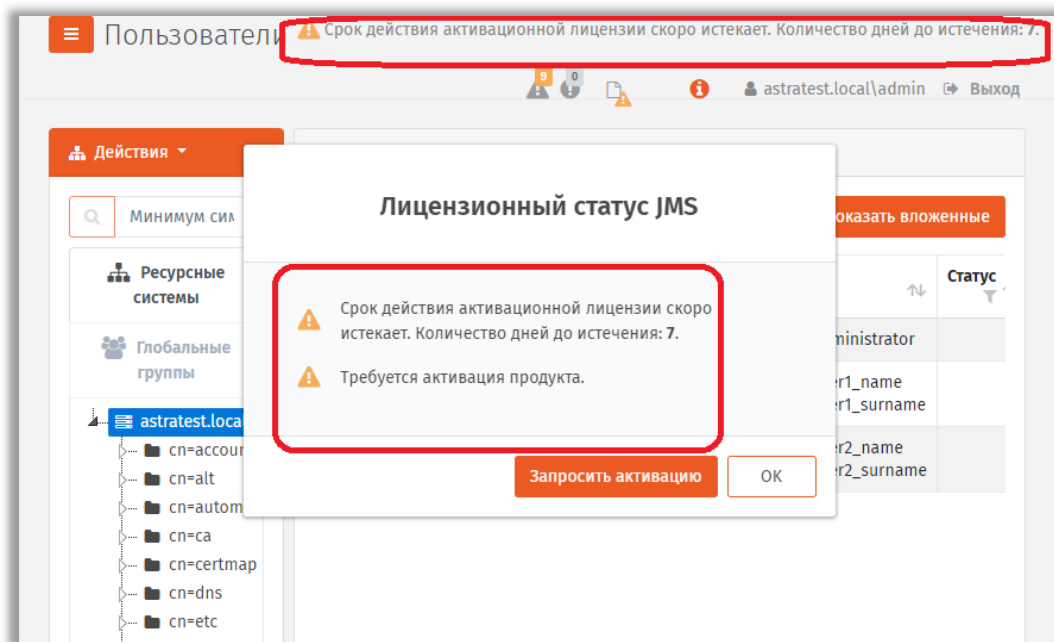 Пользователи
Срок действия активационной лицензии скоро истекает. Количество дней до истечения: 7.
9
0
astratest.local\admin
Выход
Действия
Минимум сим
оказать вложенные
Ресурсные
системы
Глобальные
группы
Статус
Лицензионный статус JMS
Срок действия активационной лицензии скоро
истекает. Количество дней до истечения: 7.
Требуется активация продукта.
Запросить активацию
OK
ministrator
er1_name
er1_surname
er2_name
er2_surname
astratest.loca
cn=accour
cn=alt
cn=autom
cn=ca
cn=certmap
cn=dns
cn=etc